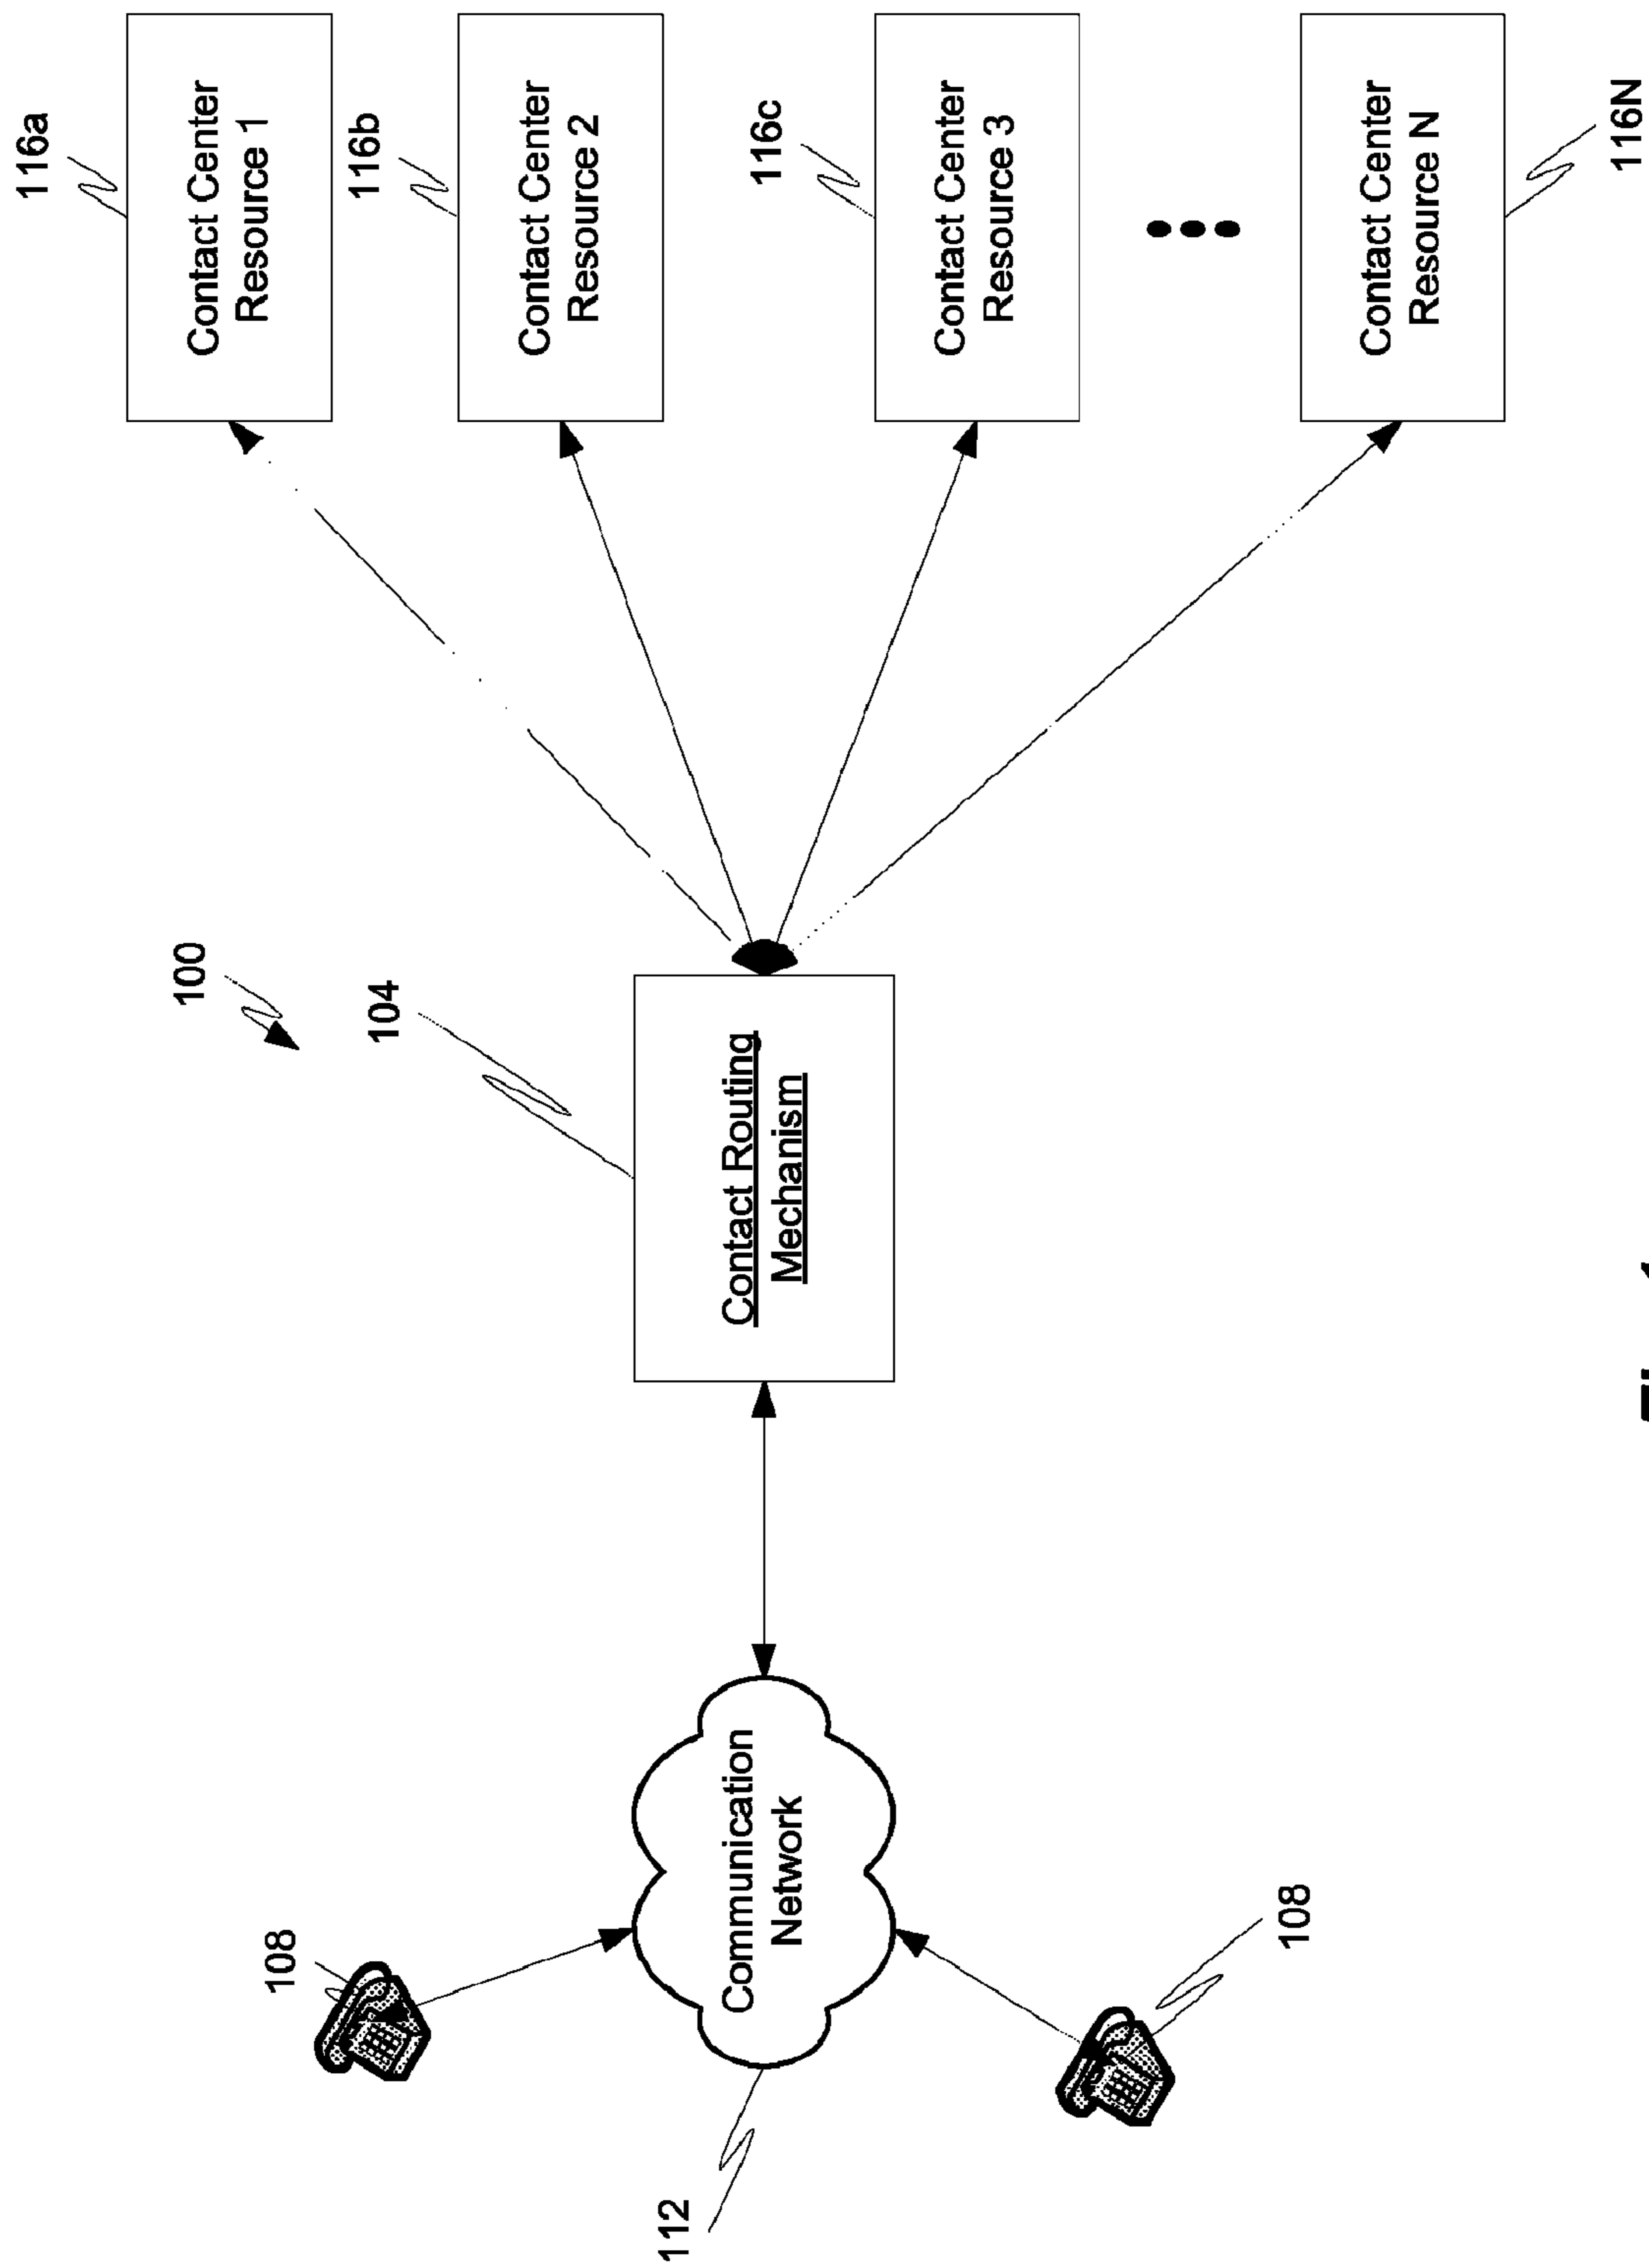 100
116a
Contact Center
Resource 1
104
116b
Contact Center
Resource 2
108
112
Communication
Network
Contact Routing
Mechanism
116c
Contact Center
Resource 3
108
Contact Center
Resource N
116N